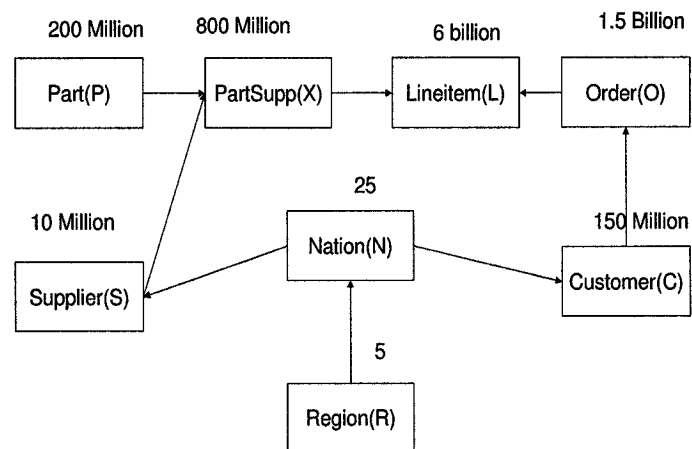 200 Million
800 Million
6 billion
1.5 Billion
Part(P)
PartSupp(X)
Lineitem(L)
Order(O)
25
10 Million
150 Million
Nation(N)
Supplier(S)
Customer(C)
5
Region(R)